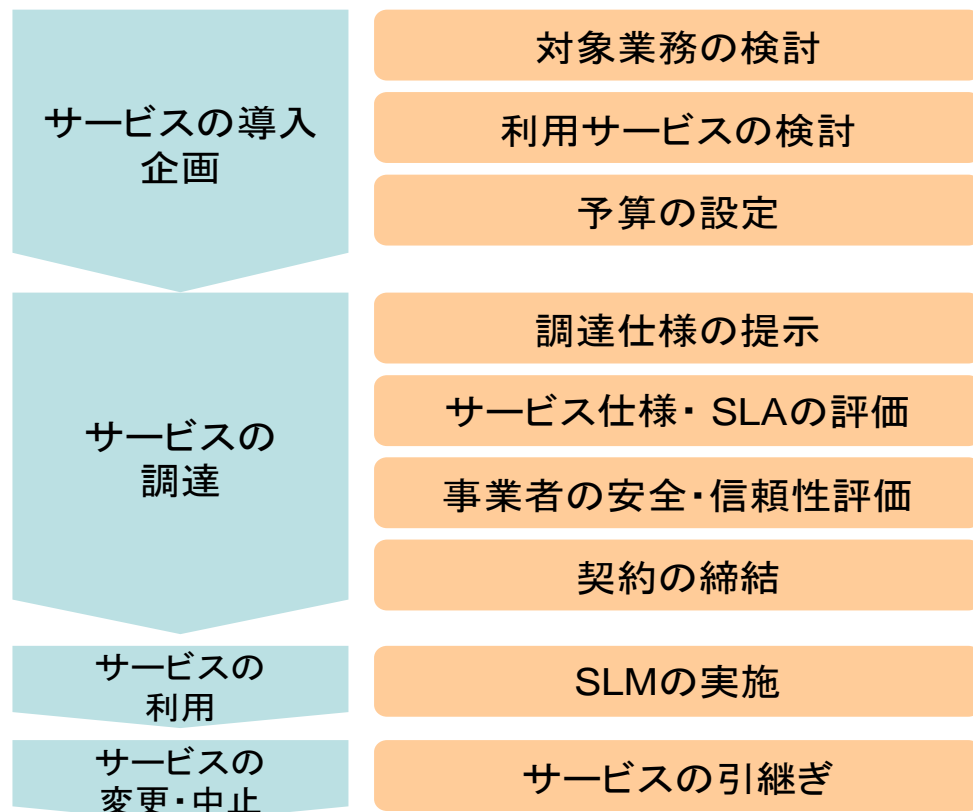 サービスの導入
企画
対象業務の検討
利用サービスの検討
予算の設定
サービスの
調達
調達仕様の提示
サービス仕様・ SLAの評価
事業者の安全・信頼性評価
契約の締結
サービスの
利用
SLMの実施
サービスの
変更・中止
サービスの引継ぎ